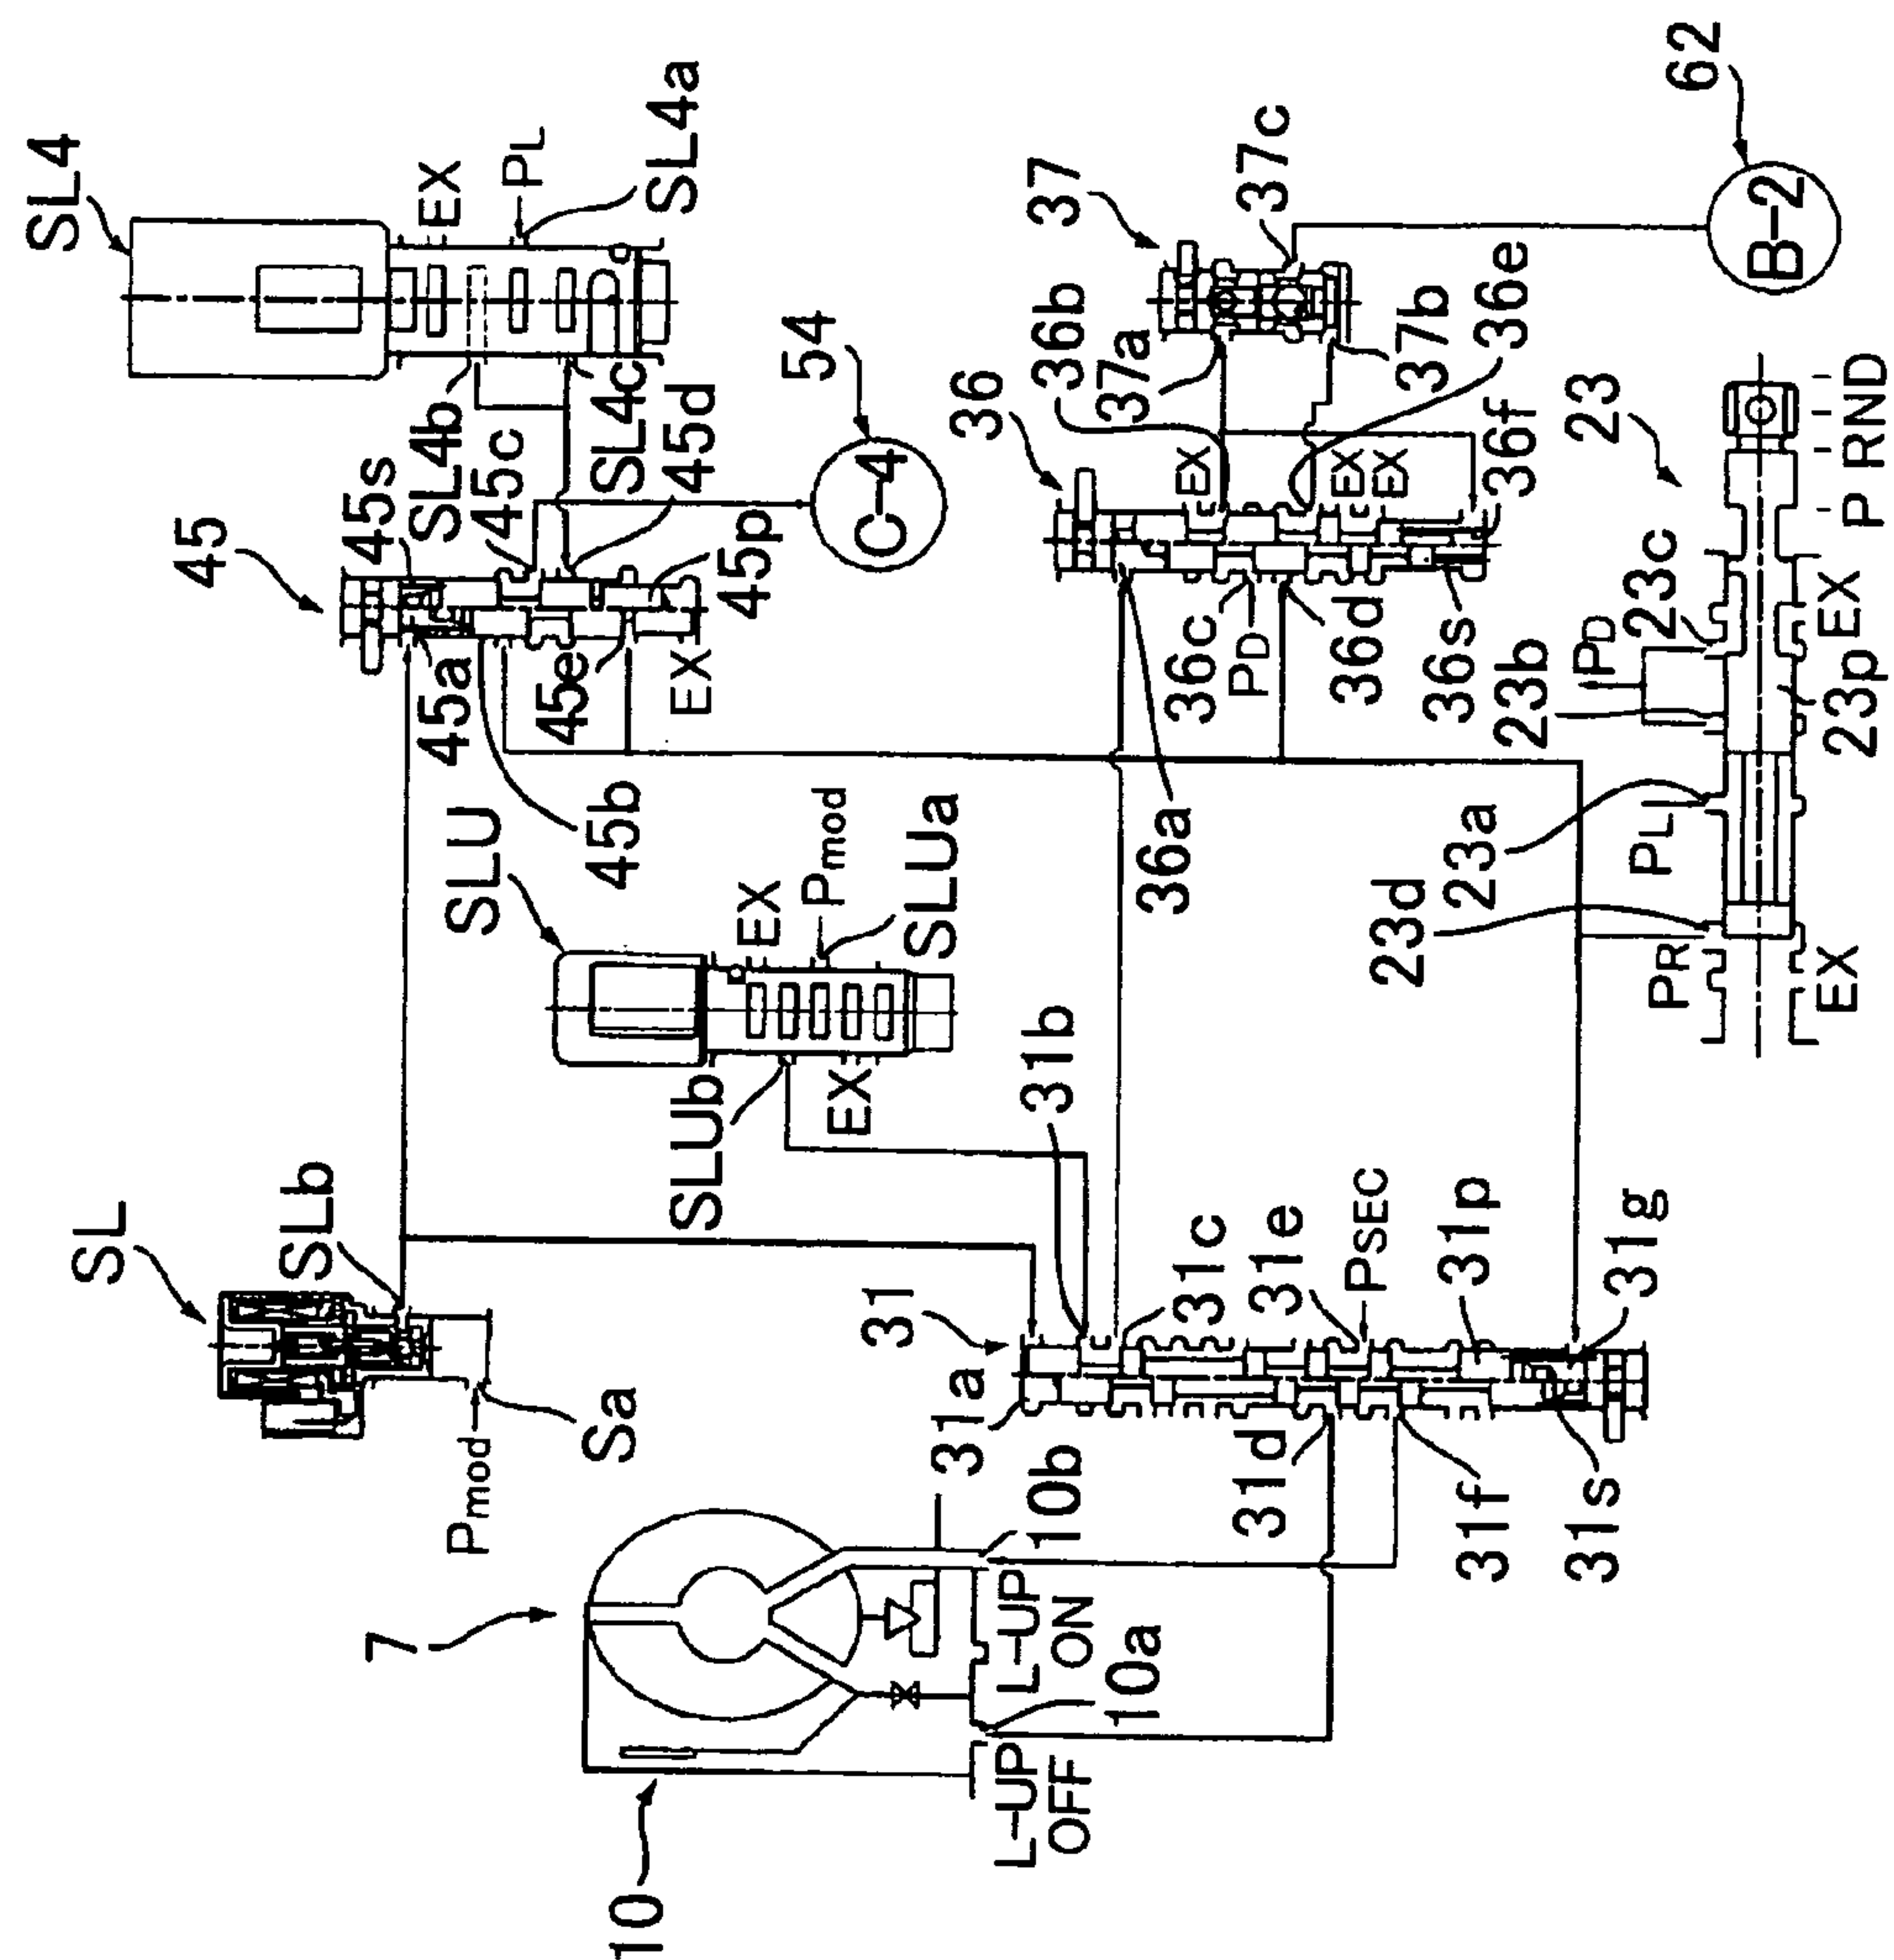 SL4
SL
SLb
45
45s
EX
PL
SL4a
SL4b
45c
Pmod
Sa
45a
7
SLU
45b
45e
SL4c
45d
10
SLUb
EX
Pmod
EX
SLUa
45p
EX
54
C-4
31
31a
10b
31b
36
36b
37
37a
37c
L-UP
OFF
L-UP
ON
10a
31c
36a
36c
EX
31d
31e
PSEC
PD
36d
EX
EX
37b
36e
31f
31p
23d
23a
36s
36f
31s
31g
23b
23
PR
PL
PD
23c
62
B-2
EX
23p
EX
P
R
N
D